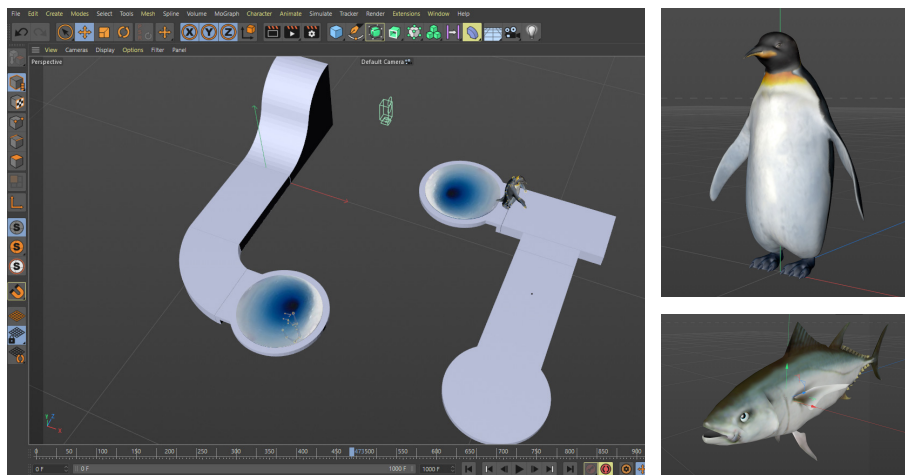 File Edit Create Modes Select Tools Mesh Spline Volume MoGraph Character Animate Simulate Tracker Render Extensions Window Help
X Y Z
View Cameras Display Options Filter Panel
Perspective
Default Camera
S
S
S
Y Z
X
0 50 100 150 200 250 300 350 400 473500 550 600 650 700 750 800 850 900
0 F 0 F 1000 F 1000 F